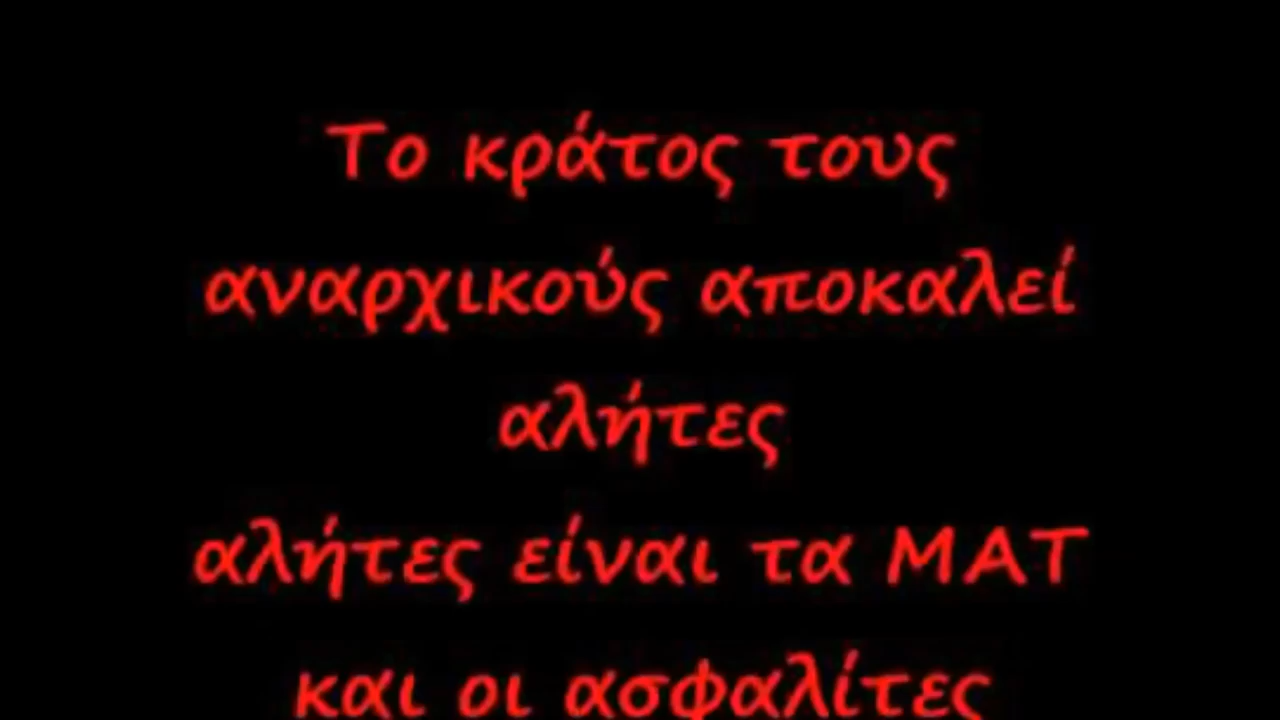 Το κράτος τους
αναρχικούς αποκαλεί
αλήτες
αλήτες είναι τα ΜΑΤ
και οι ασφαλίτες